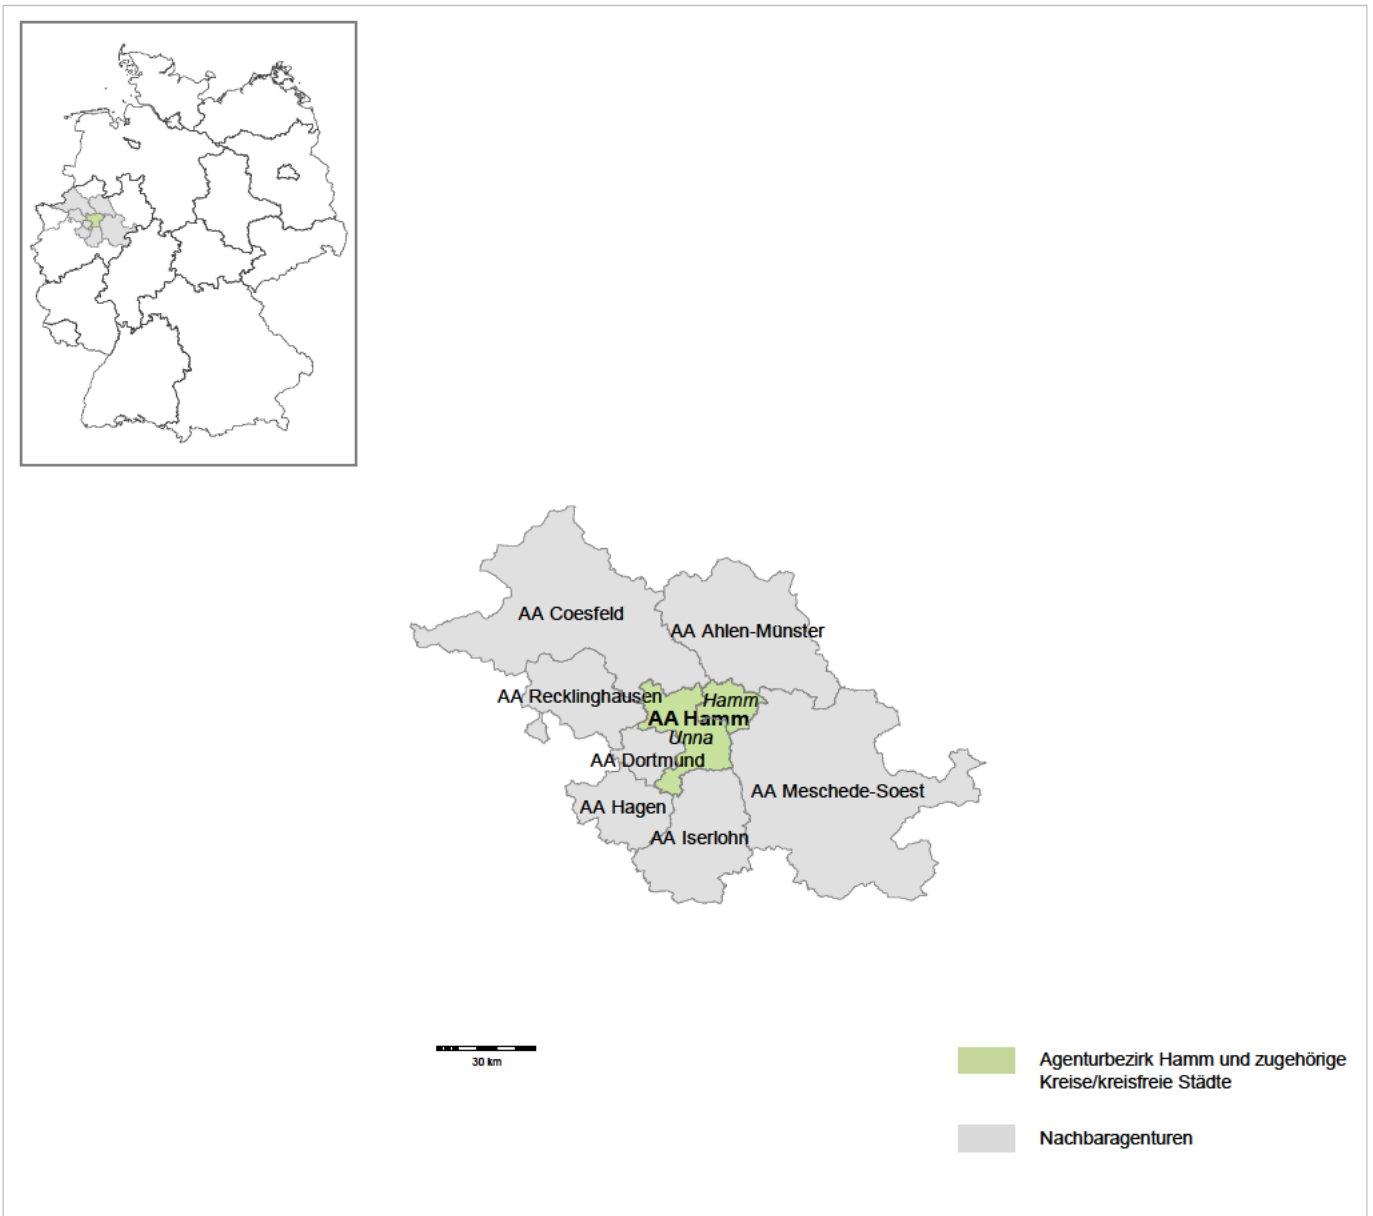 AA Coesfeld
AA Ahlen-Münster
AA Recklinghausen
Hamm
AA Hamm
Unna
AA Dortmund
AA Meschede-Soest
AA Hagen
AA Iserlohn
30 km
Agenturbezirk Hamm und zugehörige
Kreise/kreisfreie Städte
Nachbaragenturen